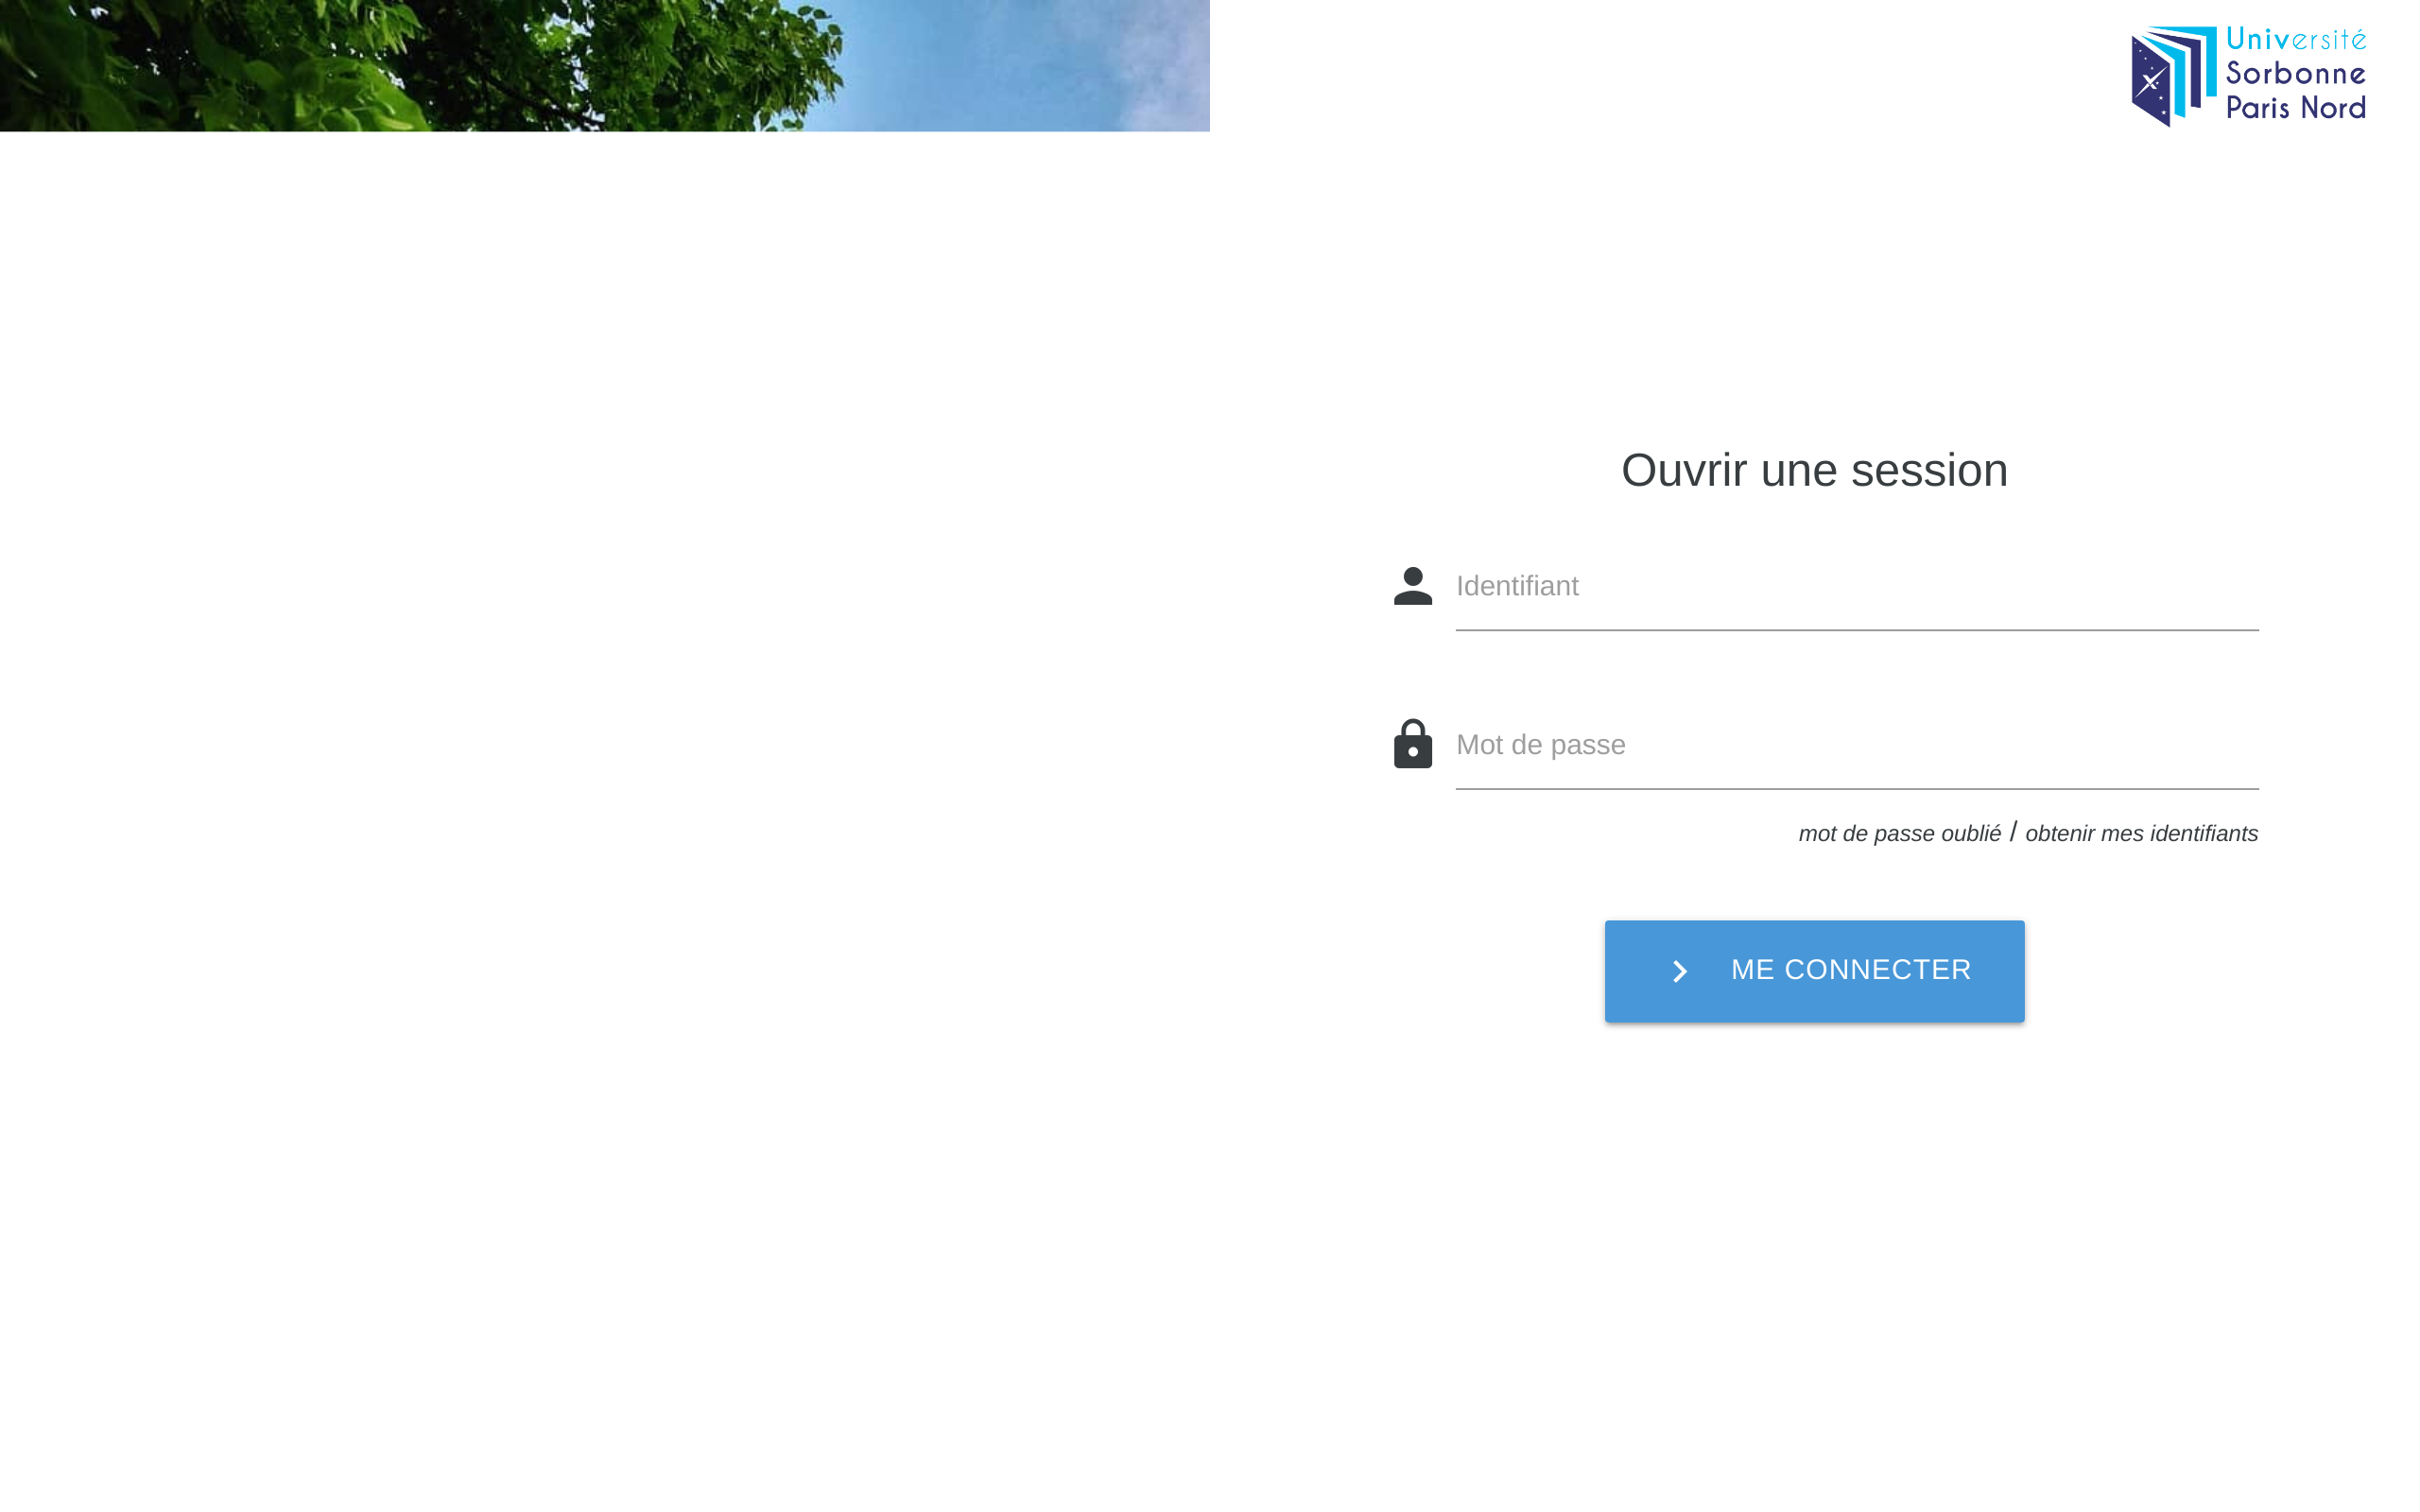 Université
Sorbonne
Paris Nord
Ouvrir une session
Identifiant
Mot de passe
mot de passe oublié / obtenir mes identifiants
ME CONNECTER